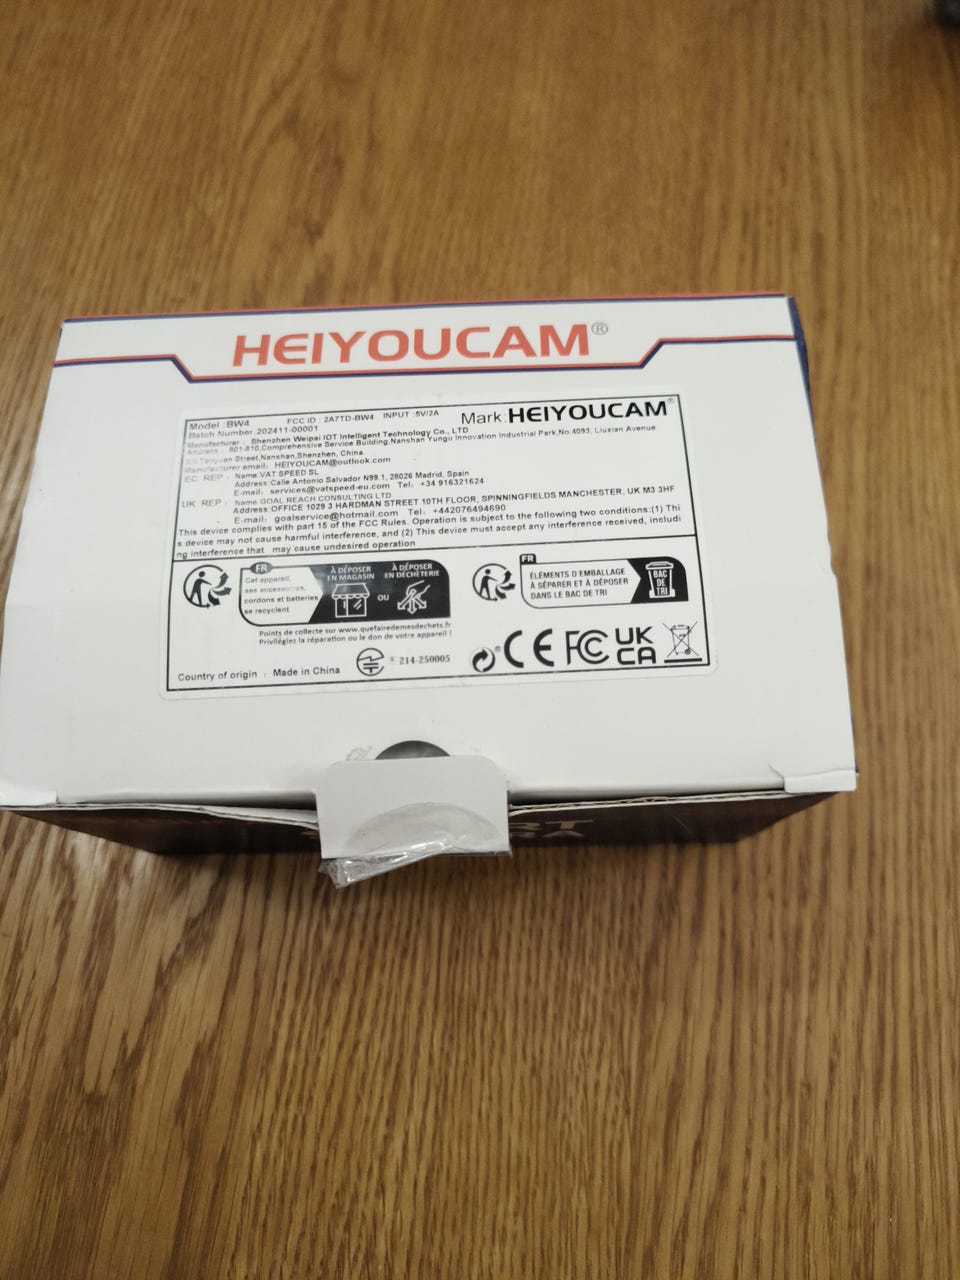 HEIYOUCAM®
Model : BW4 FCC ID : 2A7TD-BW4 INPUT :5V/2A Mark:HEIYOUCAM®
Batch Number:202411-00001
Manufacturer : Shenzhen Weipai IOT Intelligent Technology Co., LTD
Address : 801-810,Comprehensive Service Building,Nanshan Yungu Innovation Industrial Park,No.4093, Liuxian Avenue
Taoyuan Street,Nanshan,Shenzhen, China.
Manufacturer email: HEIYOUCAM@outlook.com
EC REP : Name:VAT SPEED SL
Address:Calle Antonio Salvador N99.1, 28026 Madrid, Spain
E-mail: services@vatspeed-eu.com Tel: +34 916321624
UK REP : Name:GOAL REACH CONSULTING LTD
Address:OFFICE 1029 3 HARDMAN STREET 10TH FLOOR, SPINNINGFIELDS MANCHESTER, UK M3 3HF
E-mail: goalservice@hotmail.com Tel: +442076494690
This device complies with part 15 of the FCC Rules. Operation is subject to the following two conditions:(1) Thi
s device may not cause harmful interference, and (2) This device must accept any interference received, includi
ng interference that may cause undesired operation
FR
Cet appareil,
ses accessoires,
cordons et batteries
se recyclent
À DÉPOSER
EN MAGASIN
OU
À DÉPOSER
EN DÉCHÈTERIE
Points de collecte sur www.quefairedemesdechets.fr
Privilégiez la réparation ou le don de votre appareil !
FR
ÉLÉMENTS D'EMBALLAGE
À SÉPARER ET À DÉPOSER
DANS LE BAC DE TRI
BAC
DE
TRI
Country of origin : Made in China
R 214-250005
® CE FC UK
CA